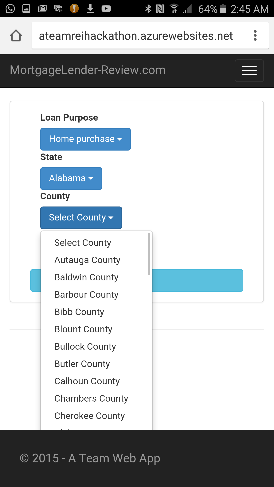 64% 2:45 AM
ateamreihackathon.azurewebsites.net
MortgageLender-Review.com
Loan Purpose
Home purchase
State
Alabama
County
Select County
Select County
Autauga County
Baldwin County
Barbour County
Bibb County
Blount County
Bullock County
Butler County
Calhoun County
Chambers County
Cherokee County
© 2015 - A Team Web App